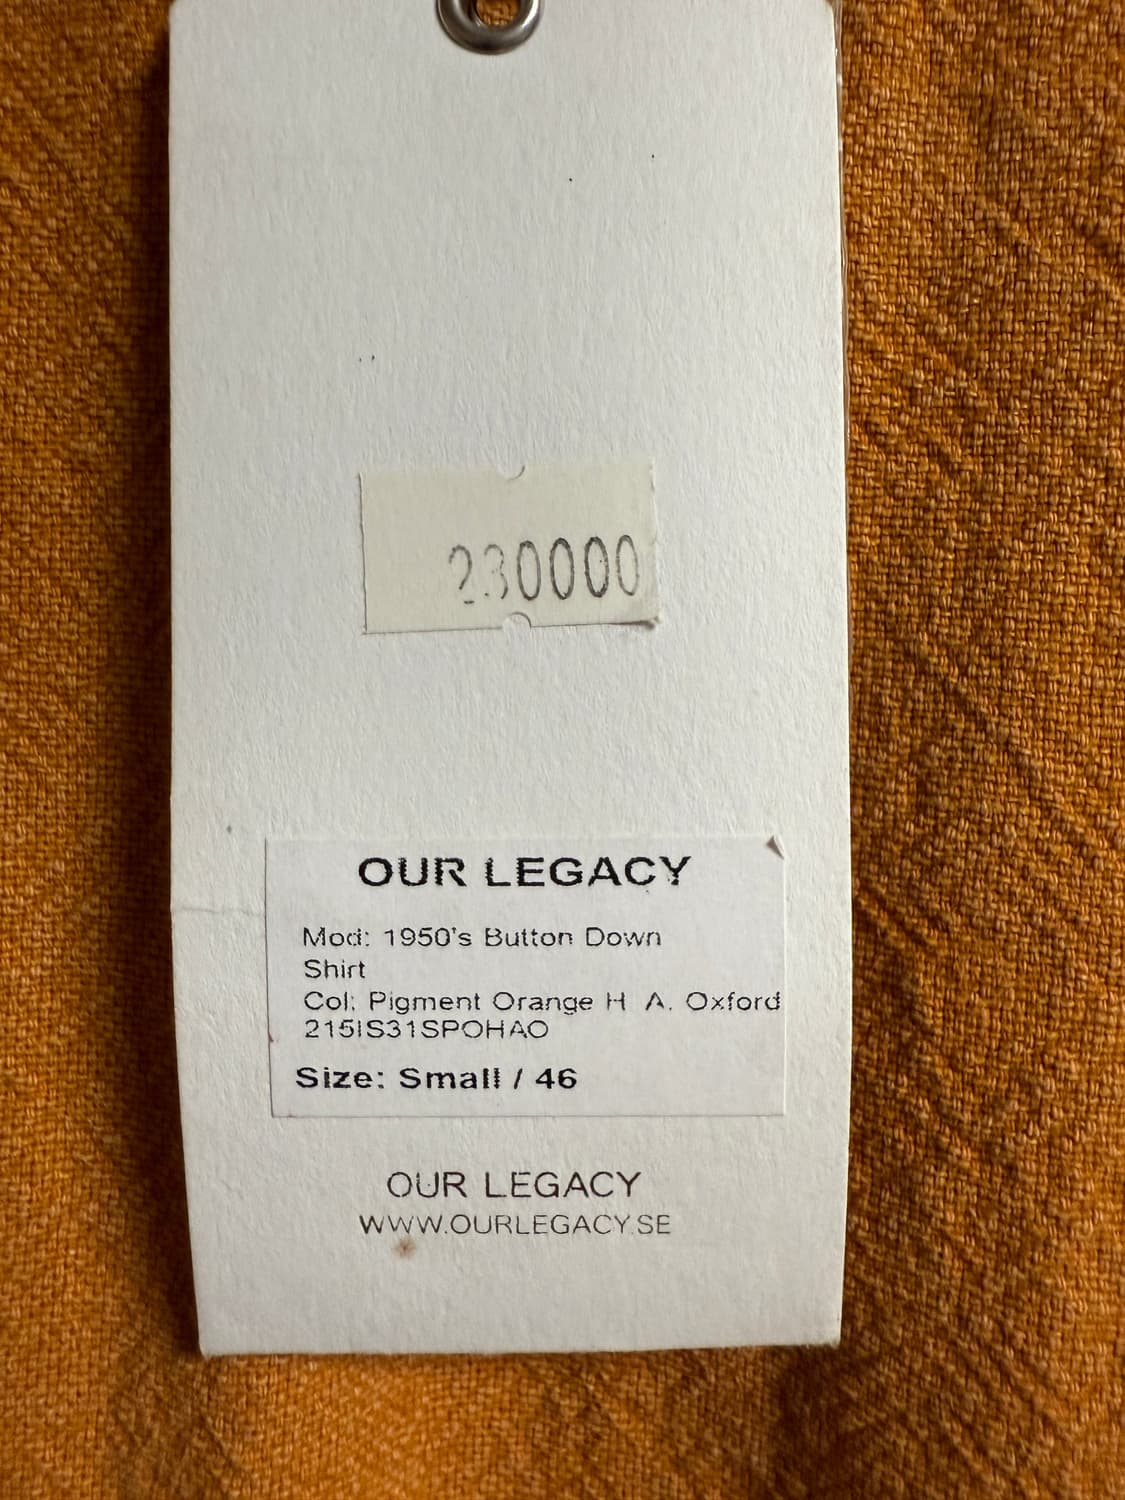 230000
OUR LEGACY
Mod: 1950's Button Down
Shirt
Col: Pigment Orange H. A. Oxford
215IS31SPOHAO
Size: Small / 46
OUR LEGACY
WWW.OURLEGACY.SE